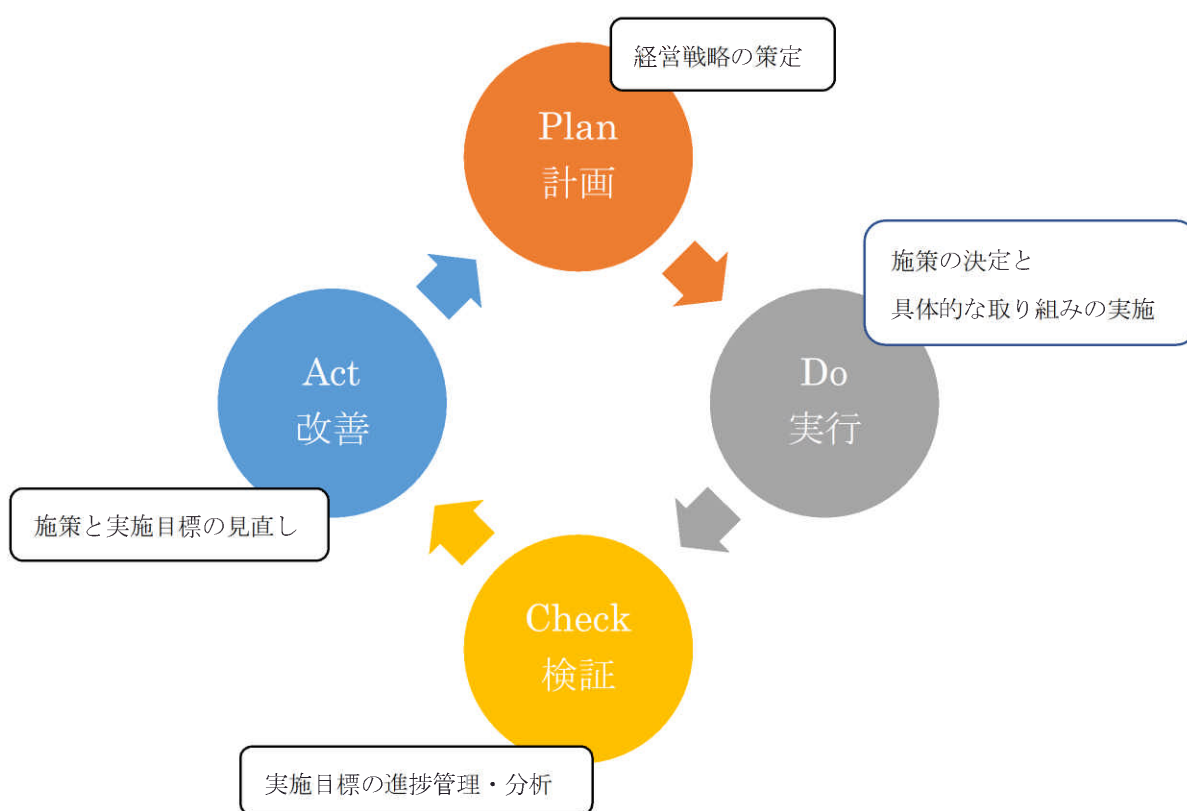 経営戦略の策定
Plan
計画
施策の決定と
具体的な取り組みの実施
Do
実行
Act
改善
施策と実施目標の見直し
Check
検証
実施目標の進捗管理・分析